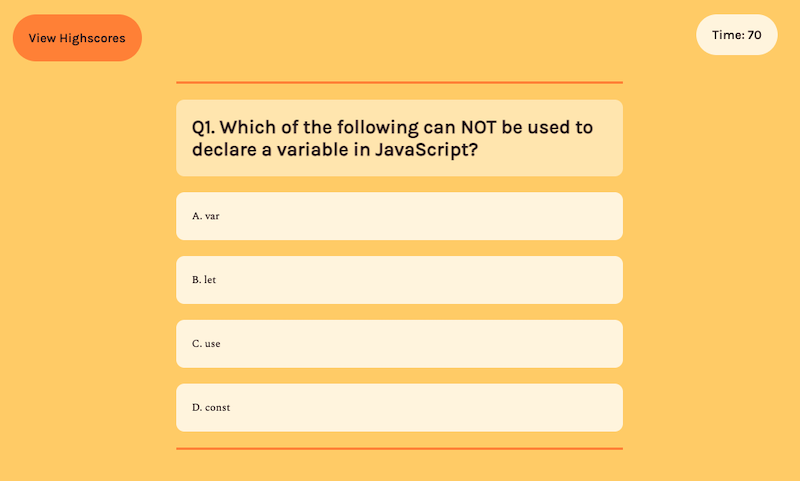 View Highscores
Time: 70
Q1. Which of the following can NOT be used to
declare a variable in JavaScript?
A. var
B. let
C. use
D. const